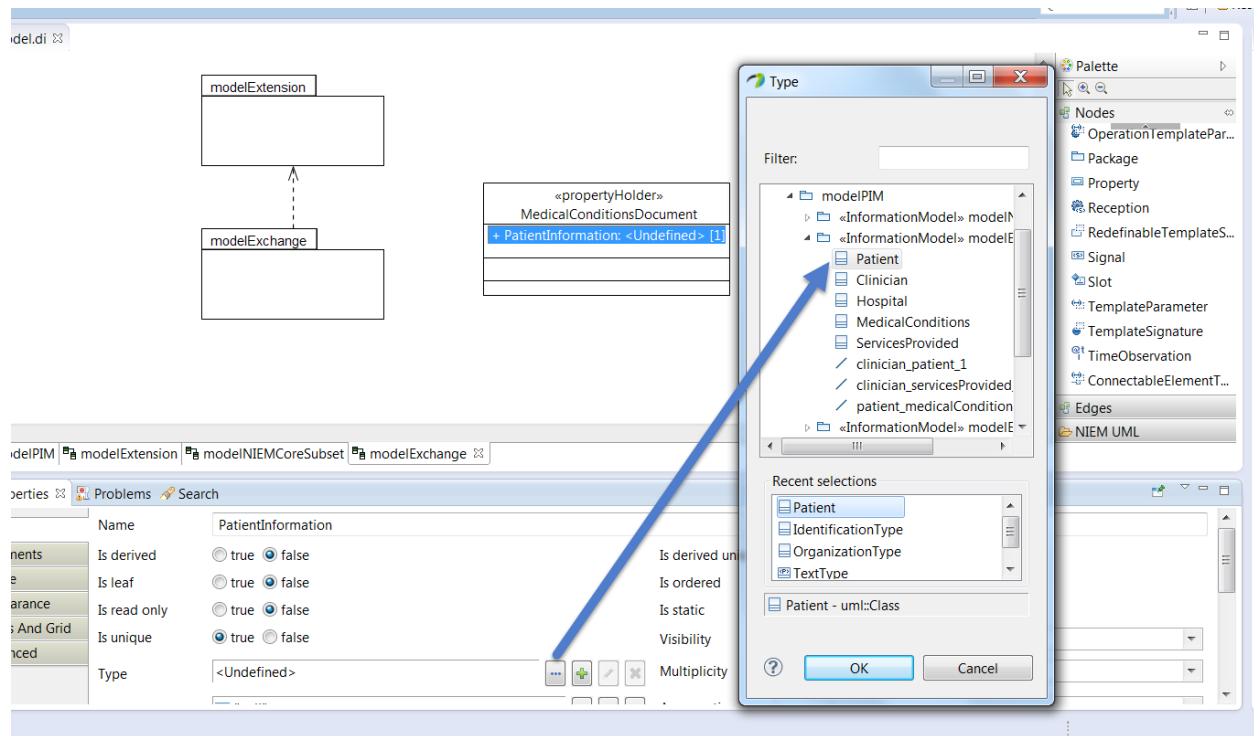 odel.di
modelExtension
modelExchange
«propertyHolder»
MedicalConditionsDocument
+ PatientInformation: <Undefined> [1]
Type
Filter:
modelPIM
«InformationModel» modelN
«InformationModel» modelE
Patient
Clinician
Hospital
MedicalConditions
ServicesProvided
clinician_patient_1
clinician_servicesProvided_
patient_medicalCondition
«InformationModel» modelE
Recent selections
Patient
IdentificationType
OrganizationType
TextType
Patient - uml::Class
OK
Cancel
Palette
Nodes
OperationTemplatePar...
Package
Property
Reception
RedefinableTemplateS...
Signal
Slot
TemplateParameter
TemplateSignature
TimeObservation
ConnectableElementT...
Edges
NIEM UML
odelPIM
modelExtension
modelNIEMCoreSubset
modelExchange
perties
Problems
Search
Name
PatientInformation
ments
Is derived
true
false
Is derived uni
e
Is leaf
true
false
Is ordered
arance
Is read only
true
false
Is static
s And Grid
Is unique
true
false
Visibility
nced
Type
<Undefined>
Multiplicity